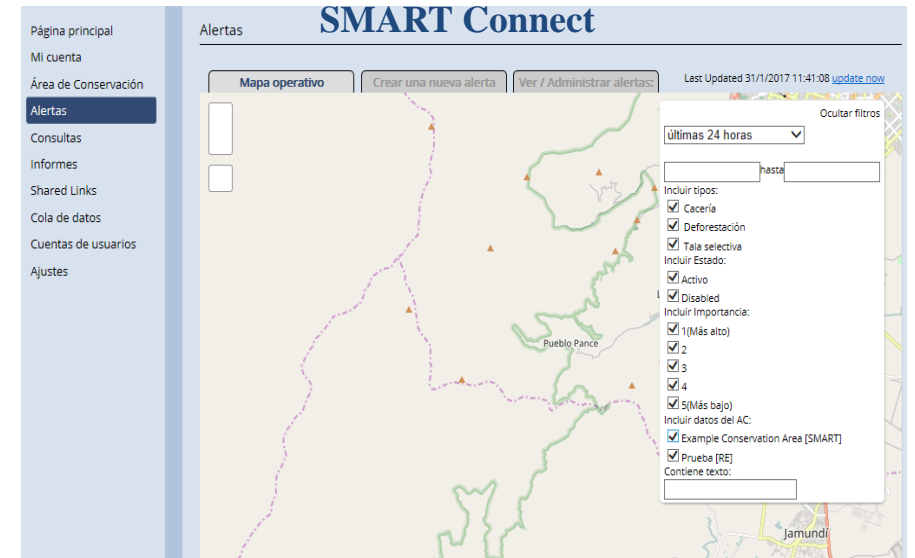 SMART Connect
Página principal
Mi cuenta
Área de Conservación
Alertas
Consultas
Informes
Shared Links
Cola de datos
Cuentas de usuarios
Ajustes
Alertas
Mapa operativo
Crear una nueva alerta
Ver / Administrar alertas:
Last Updated 31/1/2017 11:41:08 update now
Ocultar filtros
últimas 24 horas
hasta
Incluir tipos:
Cacería
Deforestación
Tala selectiva
Incluir Estado:
Activo
Disabled
Incluir Importancia:
1(Más alto)
2
3
4
5(Más bajo)
Incluir datos del AC:
Example Conservation Area [SMART]
Prueba [RE]
Contiene texto:
Pueblo Pance
Jamundí